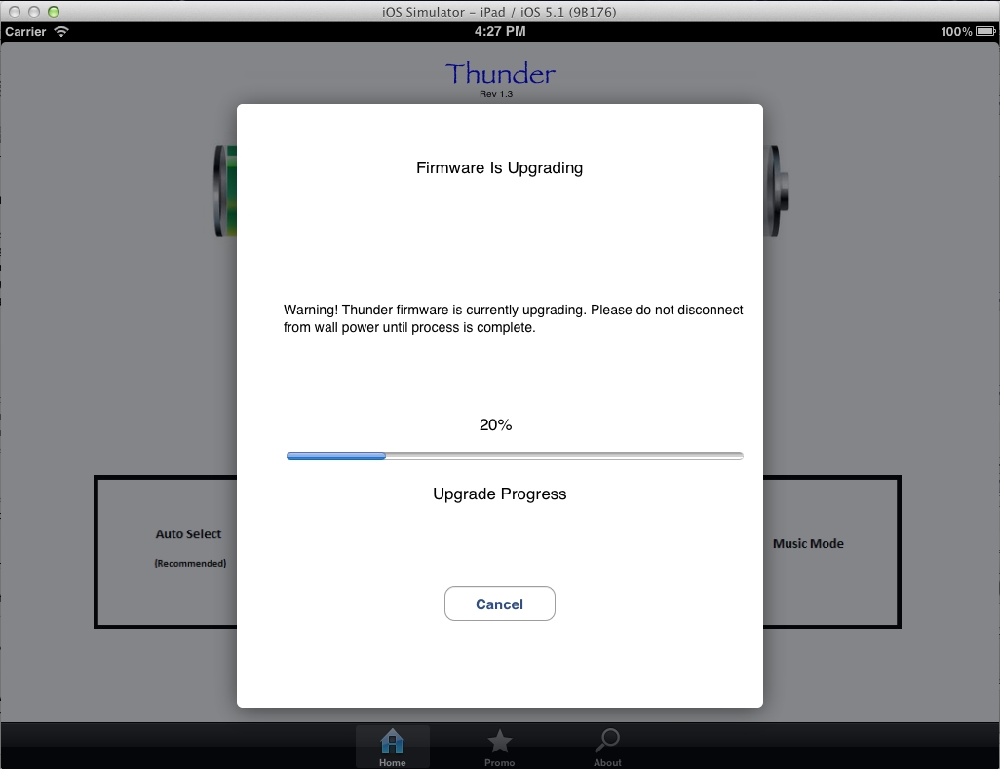 iOS Simulator – iPad / iOS 5.1 (9B176)
Carrier 4:27 PM 100%
Thunder
Rev 1.3
Firmware Is Upgrading
Warning! Thunder firmware is currently upgrading. Please do not disconnect
from wall power until process is complete.
20%
Upgrade Progress
Auto Select
(Recommended)
Music Mode
Cancel
Home Promo About